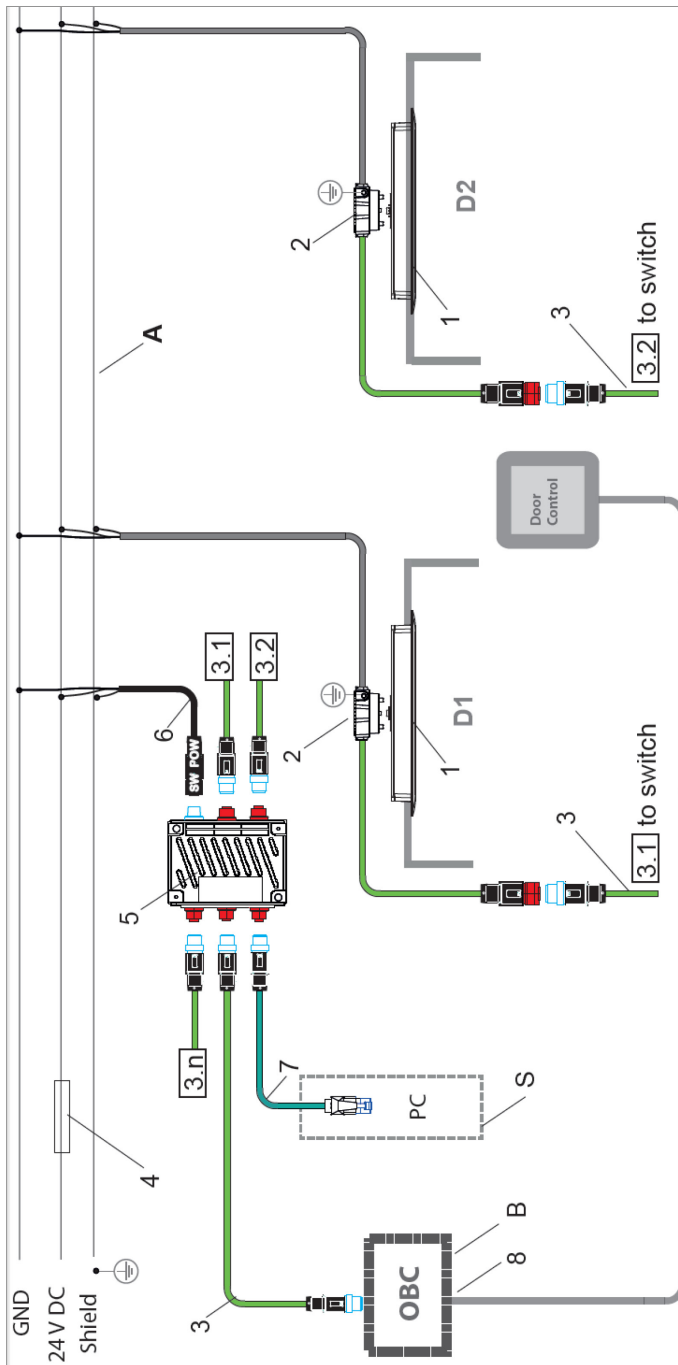 GND
24 V DC
Shield
4
5
6
A
SW POW
3.n
3.1
3
3.2
7
2
2
OBC
PC
1
D1
1
D2
8
B
S
Door
Control
3
3
3.1 to switch
3.2 to switch